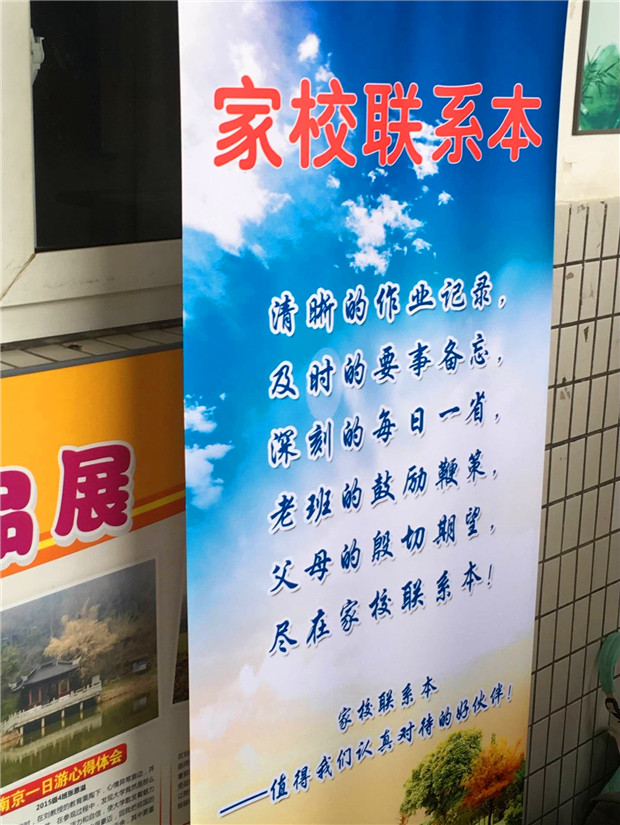 家校联系本
清晰的作业记录，
及时的要事备忘，
深刻的每日一省，
老班的鼓励鞭策，
父母的殷切期望，
尽在家校联系本！
家校联系本
——值得我们认真对待的好伙伴！
品展
南京一日游心得体会